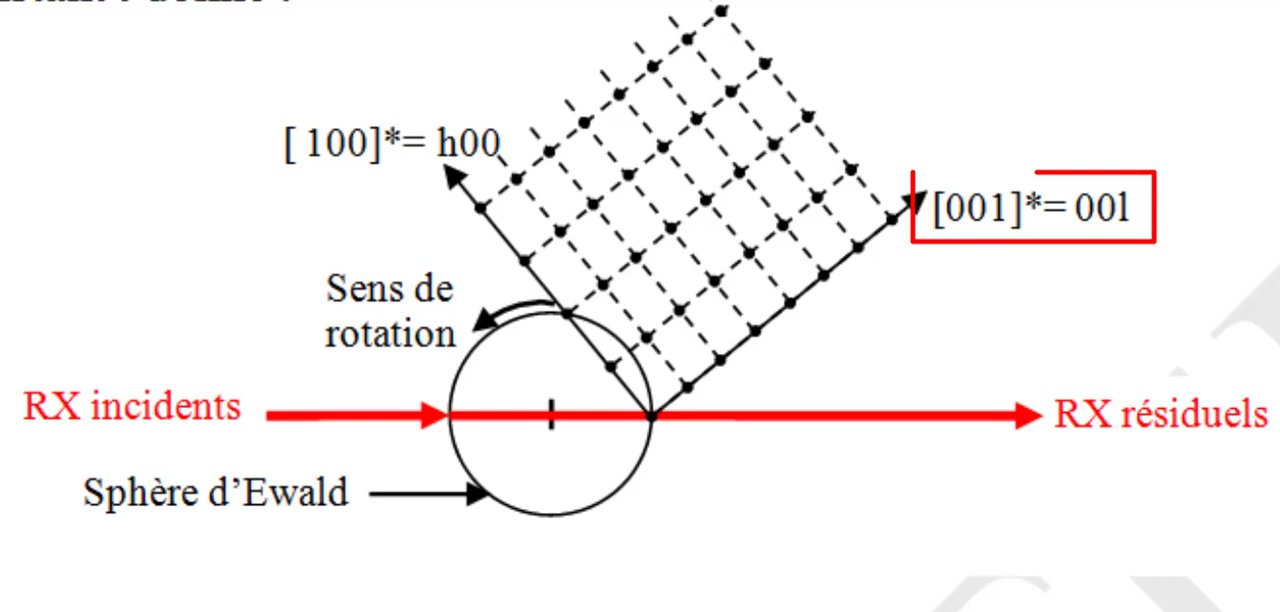 [ 100]*= h00
[001]*= 00l
Sens de
rotation
RX incidents
RX résiduels
Sphère d’Ewald